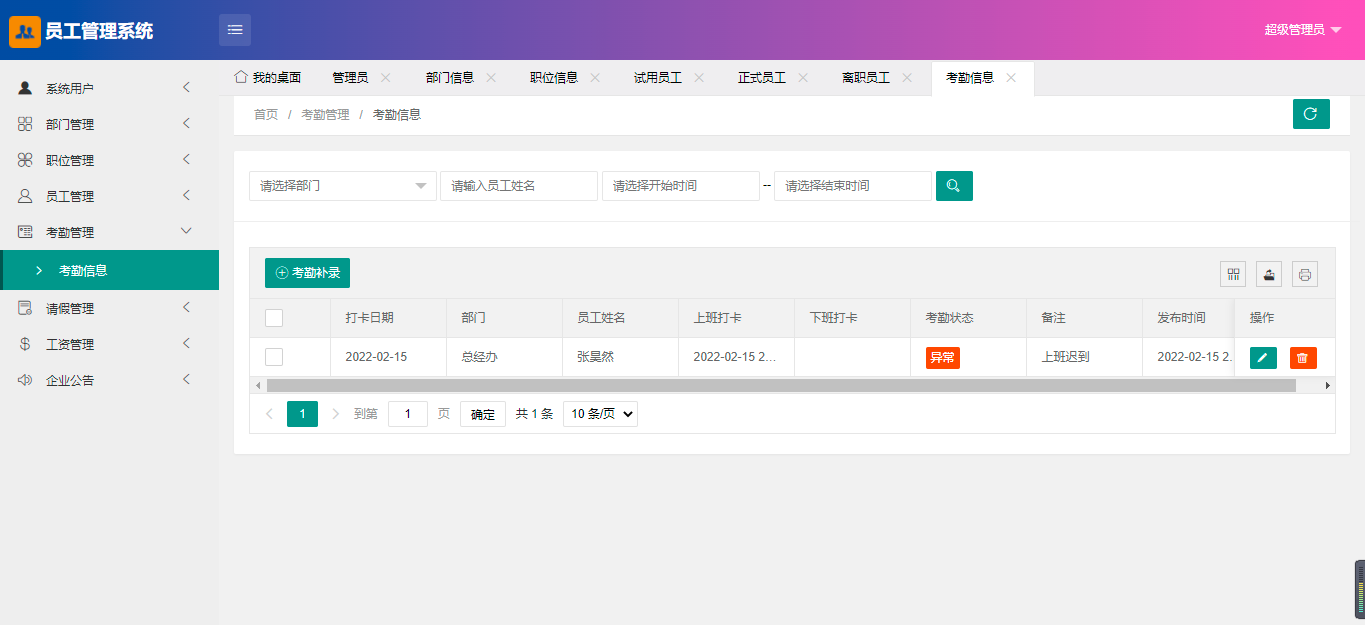 员工管理系统
超级管理员
系统用户
部门管理
职位管理
员工管理
考勤管理
考勤信息
请假管理
工资管理
企业公告
我的桌面 管理员 部门信息 职位信息 试用员工 正式员工 离职员工 考勤信息
首页 / 考勤管理 / 考勤信息
请选择部门 请输入员工姓名 请选择开始时间 -- 请选择结束时间
考勤补录
打卡日期 部门 员工姓名 上班打卡 下班打卡 考勤状态 备注 发布时间 操作
2022-02-15 总经办 张昊然 2022-02-15 2... 异常 上班迟到 2022-02-15 2.
1 到第 1 页 确定 共 1 条 10 条/页